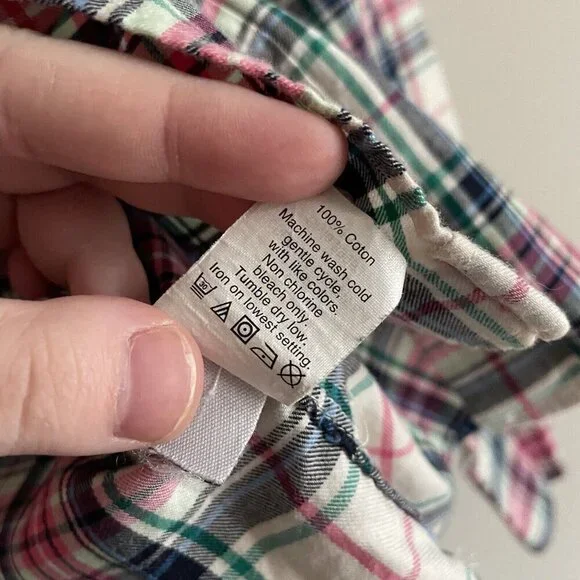 100% Coton
Machine wash cold
gentle cycle,
with like colors.
Non chlorine
bleach only.
Tumble dry low.
Iron on lowest setting.
30